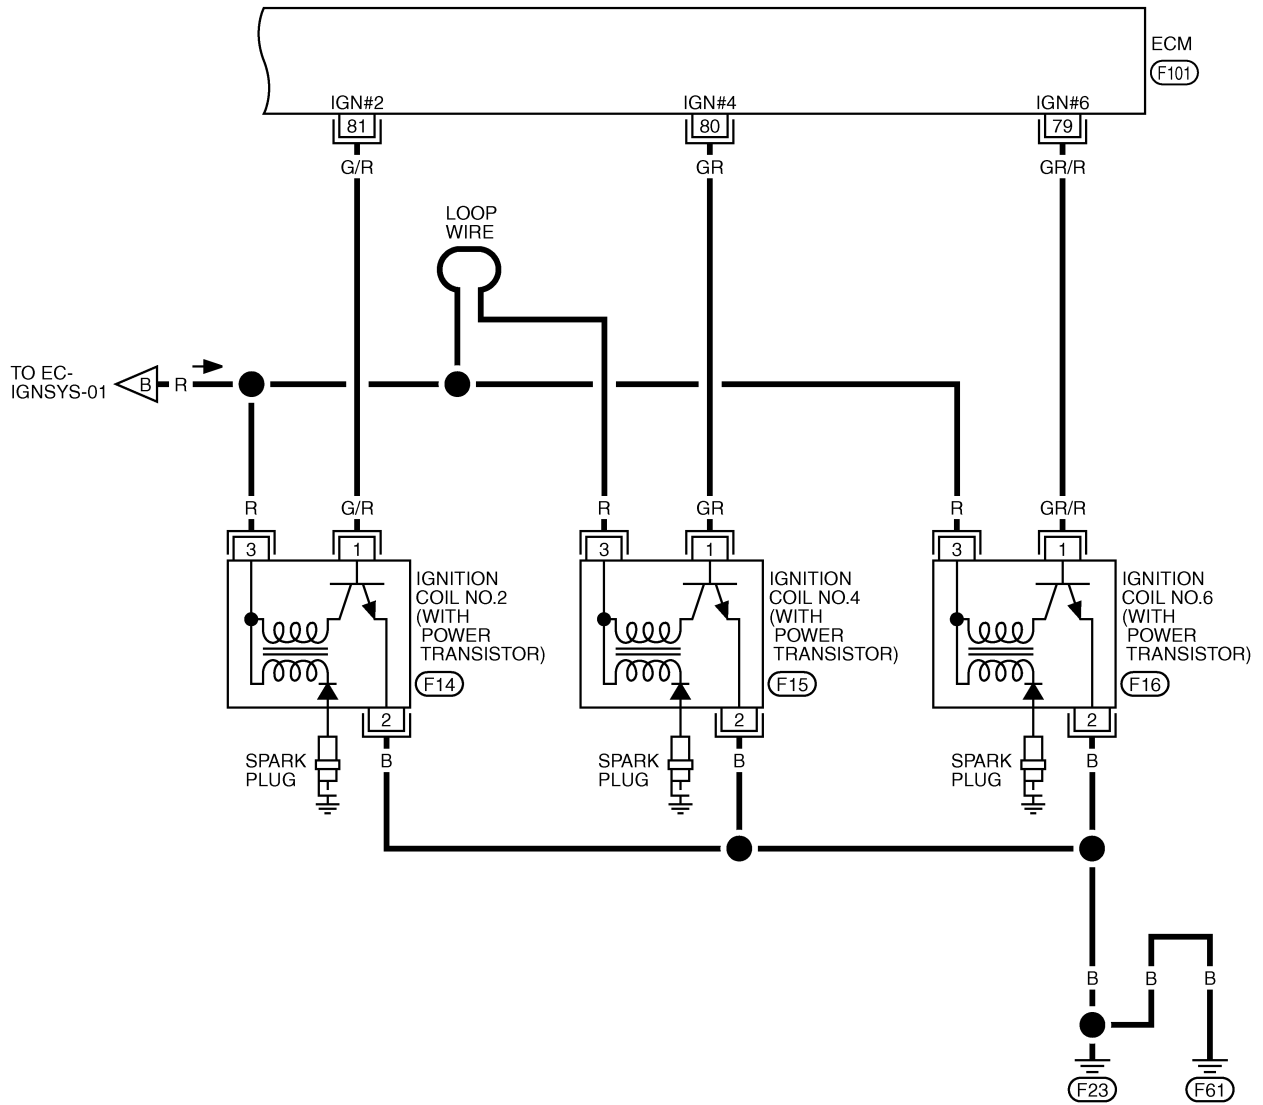 ECM
F101
IGN#2
IGN#4
IGN#6
81
80
79
G/R
GR
GR/R
LOOP
WIRE
TO EC-
IGNSYS-01
B
R
R
G/R
R
GR
R
GR/R
3
1
3
1
3
1
IGNITION
COIL NO.2
(WITH
POWER
TRANSISTOR)
F14
IGNITION
COIL NO.4
(WITH
POWER
TRANSISTOR)
F15
IGNITION
COIL NO.6
(WITH
POWER
TRANSISTOR)
F16
2
2
2
SPARK
PLUG
B
SPARK
PLUG
B
SPARK
PLUG
B
B
B
B
F23
F61